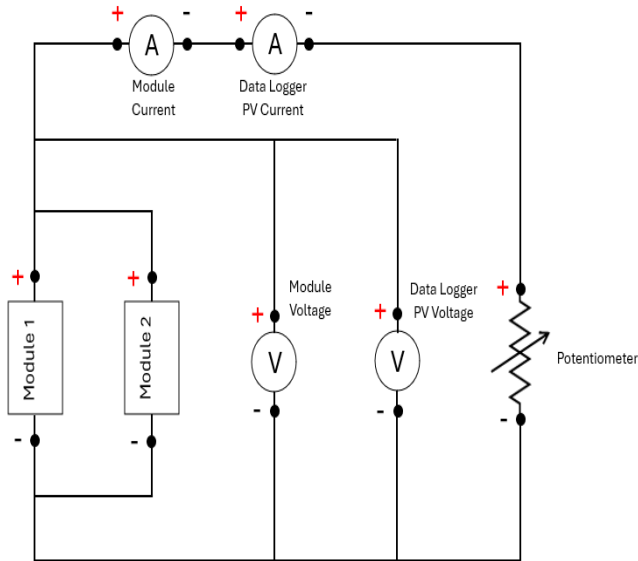 + - + -
A A
Module
Current
Data Logger
PV Current
+ +
Module 1
Module 2
- -
Module
Voltage
+
V
-
Data Logger
PV Voltage
+
V
-
+
Potentiometer
-